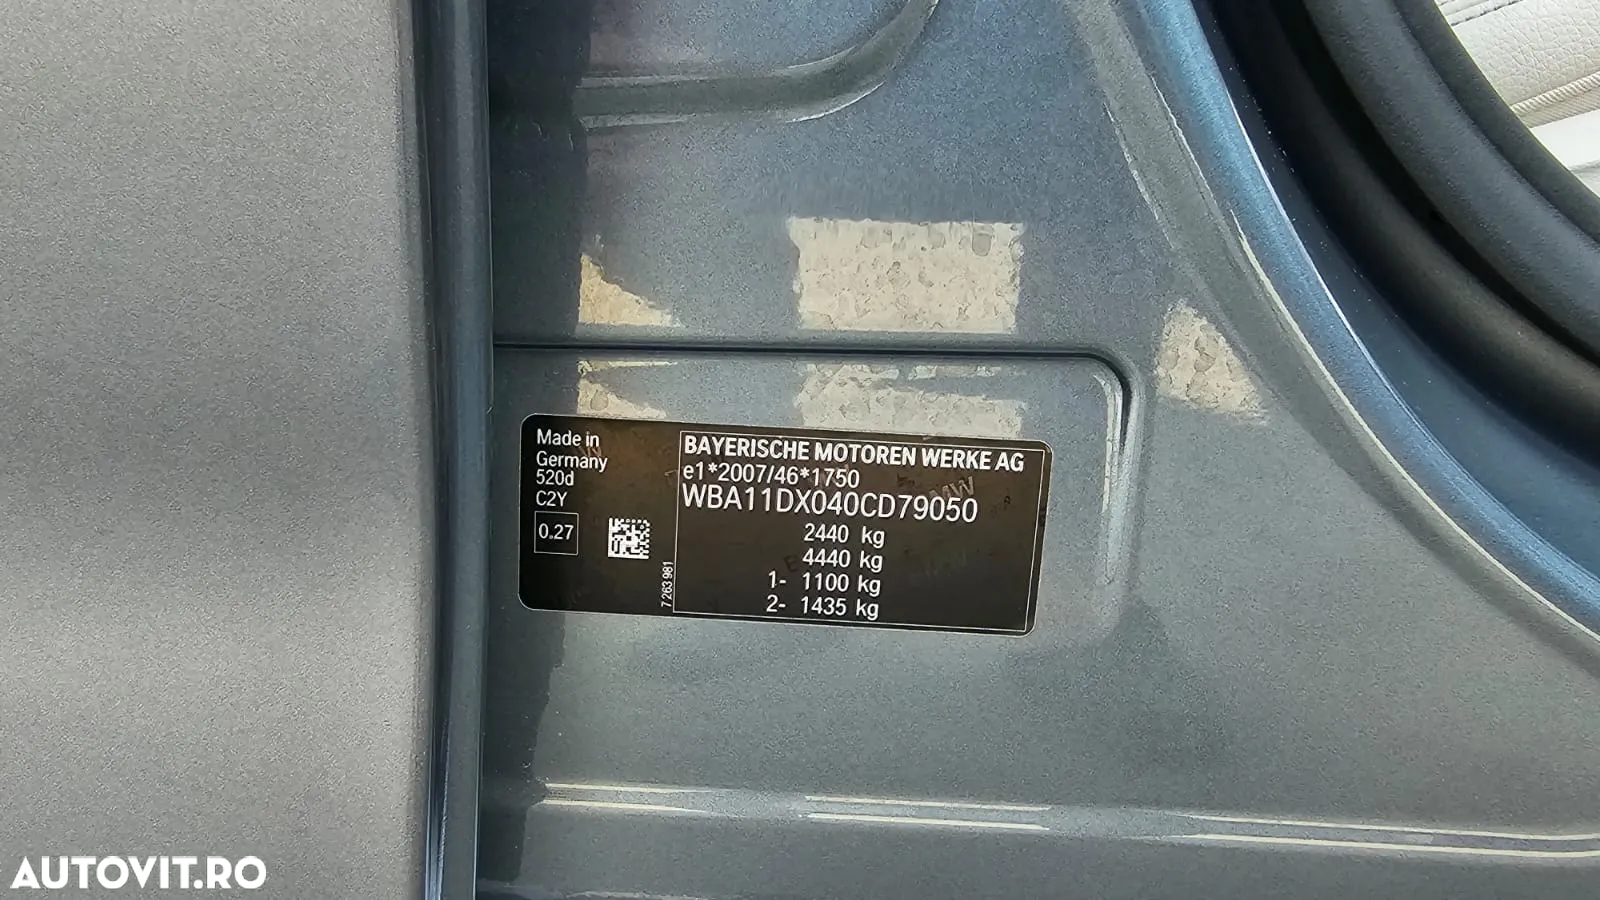 Made in
Germany
520d
C2Y
0.27
7 263 981
BAYERISCHE MOTOREN WERKE AG
e1*2007/46*1750
WBA11DX040CD79050
2440 kg
4440 kg
1- 1100 kg
2- 1435 kg
AUTOVIT.RO